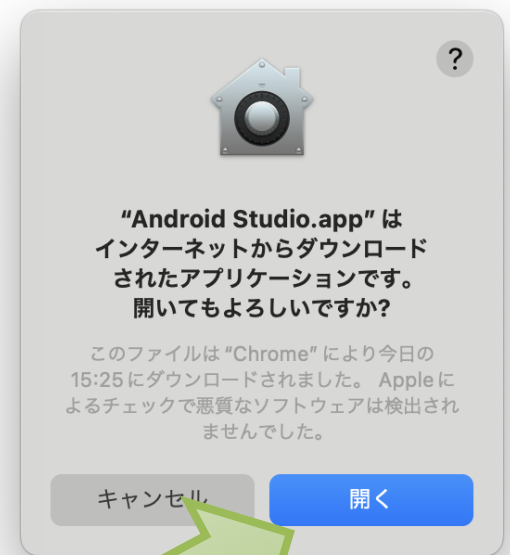 ?
“Android Studio.app” は
インターネットからダウンロード
されたアプリケーションです。
開いてもよろしいですか?
このファイルは “Chrome” により今日の
15:25にダウンロードされました。 Appleに
よるチェックで悪質なソフトウェアは検出され
ませんでした。
キャンセル
開く